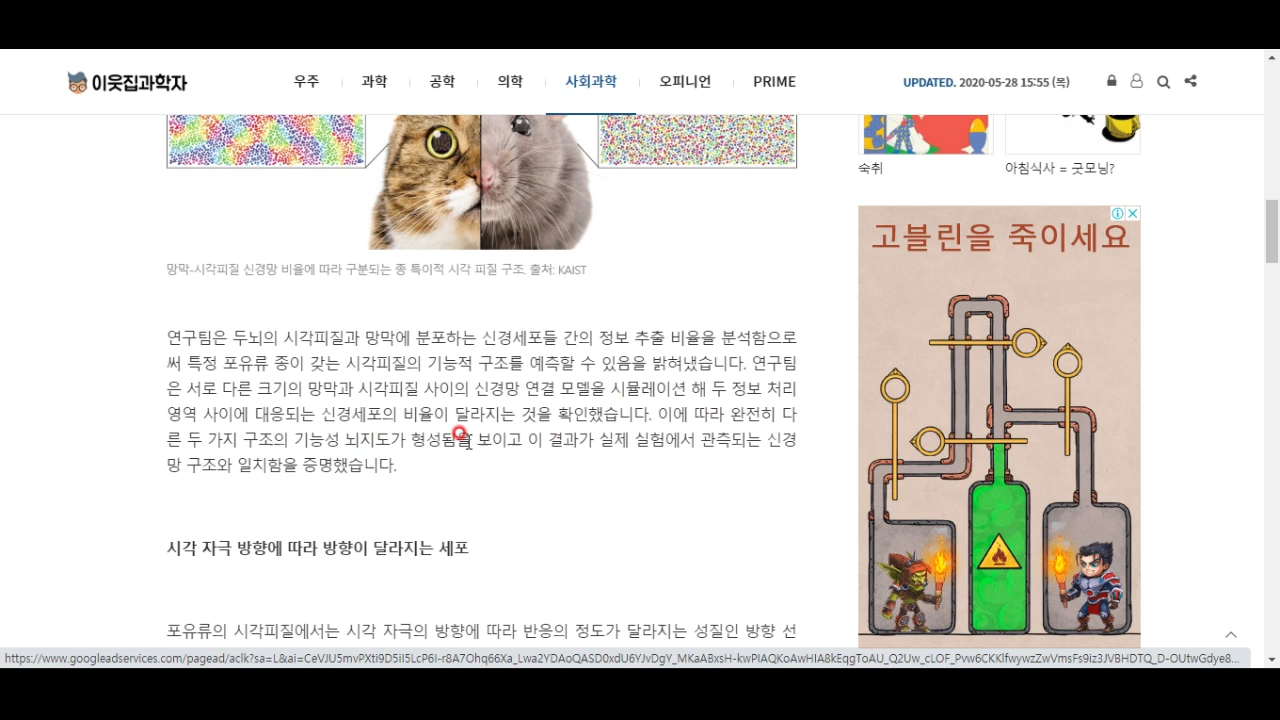 이웃집과학자
우주 과학 공학 의학 사회과학 오피니언 PRIME
UPDATED. 2020-05-28 15:55 (목)
망막-시각피질 신경망 비율에 따라 구분되는 종 특이적 시각 피질 구조. 출처: KAIST
연구팀은 두뇌의 시각피질과 망막에 분포하는 신경세포들 간의 정보 추출 비율을 분석함으로
써 특정 포유류 종이 갖는 시각피질의 기능적 구조를 예측할 수 있음을 밝혀냈습니다. 연구팀
은 서로 다른 크기의 망막과 시각피질 사이의 신경망 연결 모델을 시뮬레이션 해 두 정보 처리
영역 사이에 대응되는 신경세포의 비율이 달라지는 것을 확인했습니다. 이에 따라 완전히 다
른 두 가지 구조의 기능성 뇌지도가 형성됨을 보이고 이 결과가 실제 실험에서 관측되는 신경
망 구조와 일치함을 증명했습니다.
시각 자극 방향에 따라 방향이 달라지는 세포
포유류의 시각피질에서는 시각 자극의 방향에 따라 반응의 정도가 달라지는 성질인 방향 선
숙취
아침식사 = 굿모닝?
고블린을 죽이세요